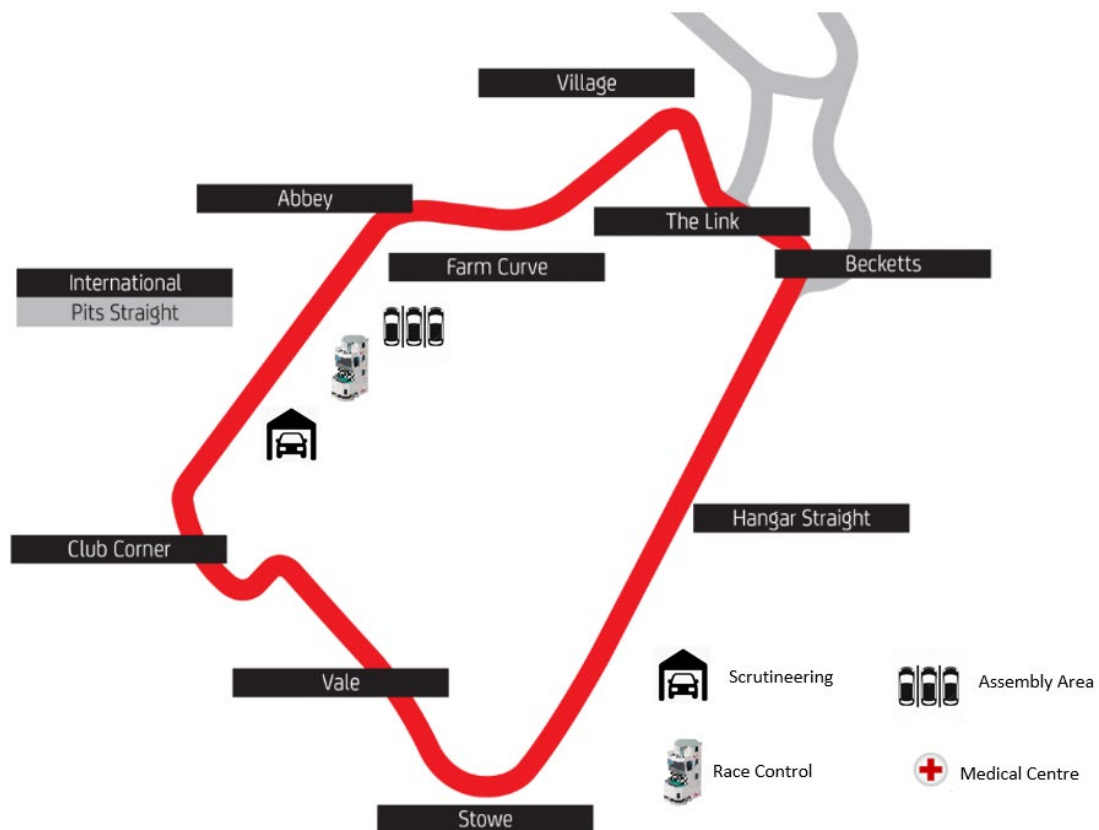 Village
Abbey
The Link
Farm Curve
Becketts
International
Pits Straight
Hangar Straight
Club Corner
Vale
Scrutineering
Assembly Area
Race Control
Medical Centre
Stowe